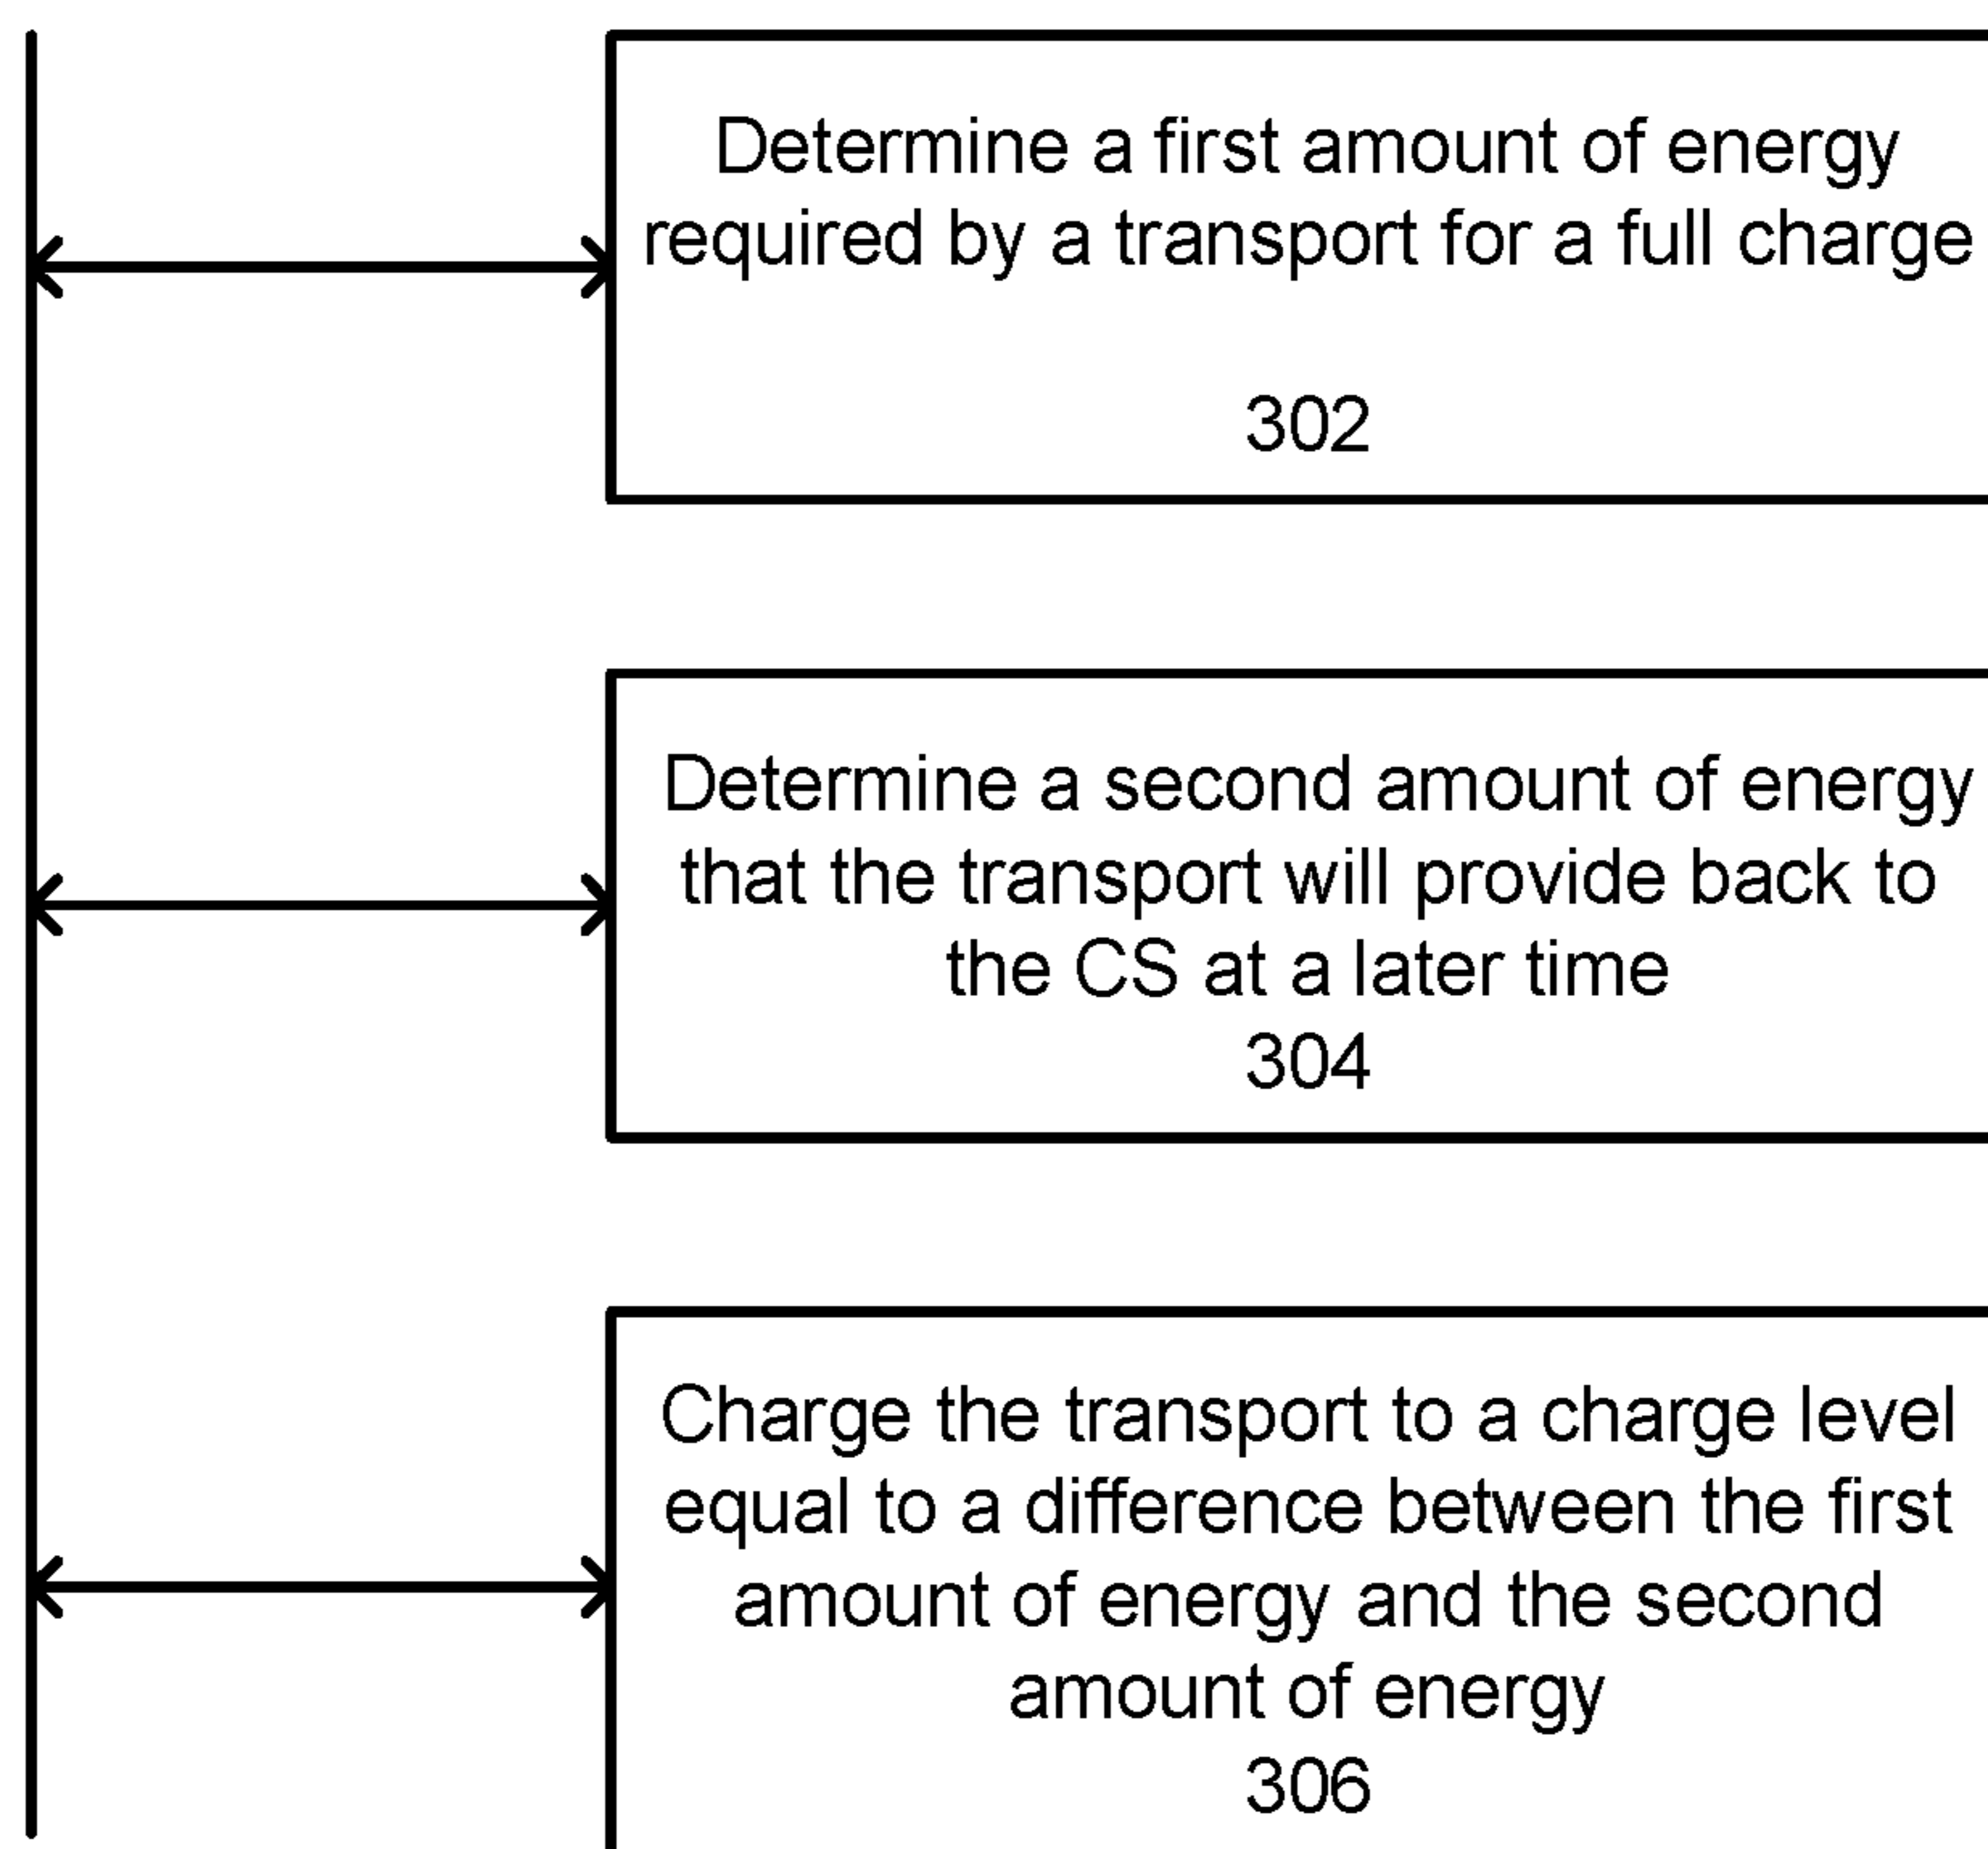 Determine a first amount of energy
required by a transport for a full charge
302
Determine a second amount of energy
that the transport will provide back to
the CS at a later time
304
Charge the transport to a charge level
equal to a difference between the first
amount of energy and the second
amount of energy
306